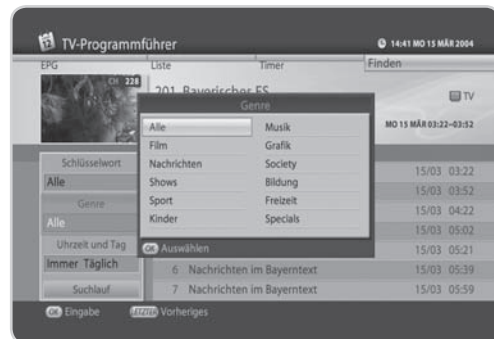 TV-Programmführer
14:41 MO 15 MÄR 2004
EPG Liste Timer Finden
CH 228
201 Bayerisches FS
TV
MO 15 MÄR 03:22~03:52
Genre
Alle Musik
Film Grafik
Nachrichten Society
Shows Bildung
Sport Freizeit
Kinder Specials
OK Auswählen
Schlüsselwort
Alle
Genre
Alle
Uhrzeit und Tag
Immer Täglich
Suchlauf
15/03 03:22
15/03 03:52
15/03 04:22
15/03 05:02
15/03 05:21
6 Nachrichten im Bayerntext 15/03 05:39
7 Nachrichten im Bayerntext 15/03 05:59
OK Eingabe LETZTER Vorheriges